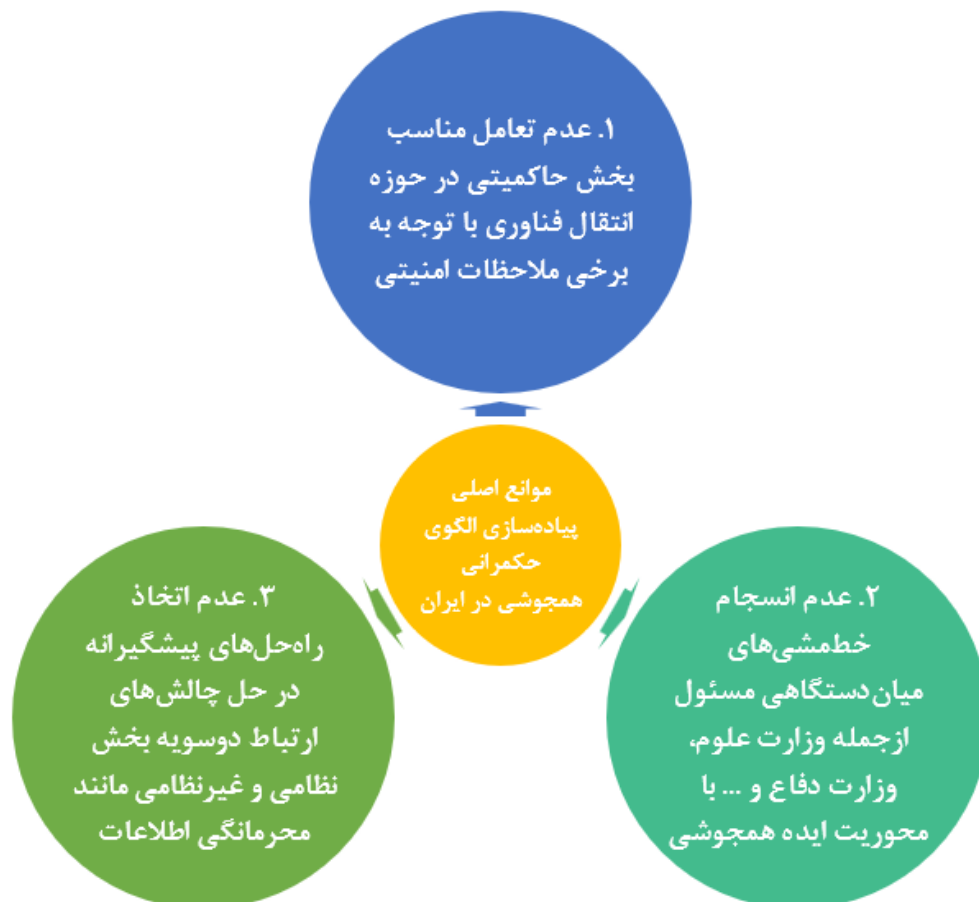 ۱. عدم تعامل مناسب
بخش حاکمیتی در حوزه
انتقال فناوری با توجه به
برخی ملاحظات امنیتی
موانع اصلی
پیاده‌سازی الگوی
حکمرانی
همجوشی در ایران
۲. عدم انسجام
خط‌مشی‌های
میان‌دستگاهی مسئول
ازجمله وزارت علوم،
وزارت دفاع و ... با
محوریت ایده همجوشی
۳. عدم اتخاذ
راه‌حل‌های پیشگیرانه
در حل چالش‌های
ارتباط دوسویه بخش
نظامی و غیرنظامی مانند
محرمانگی اطلاعات